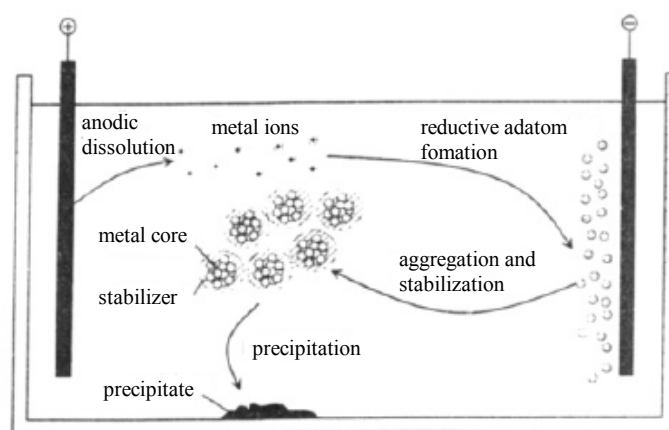 +
−
anodic
dissolution
metal ions
reductive adatom
fomation
metal core
stabilizer
aggregation and
stabilization
precipitation
precipitate